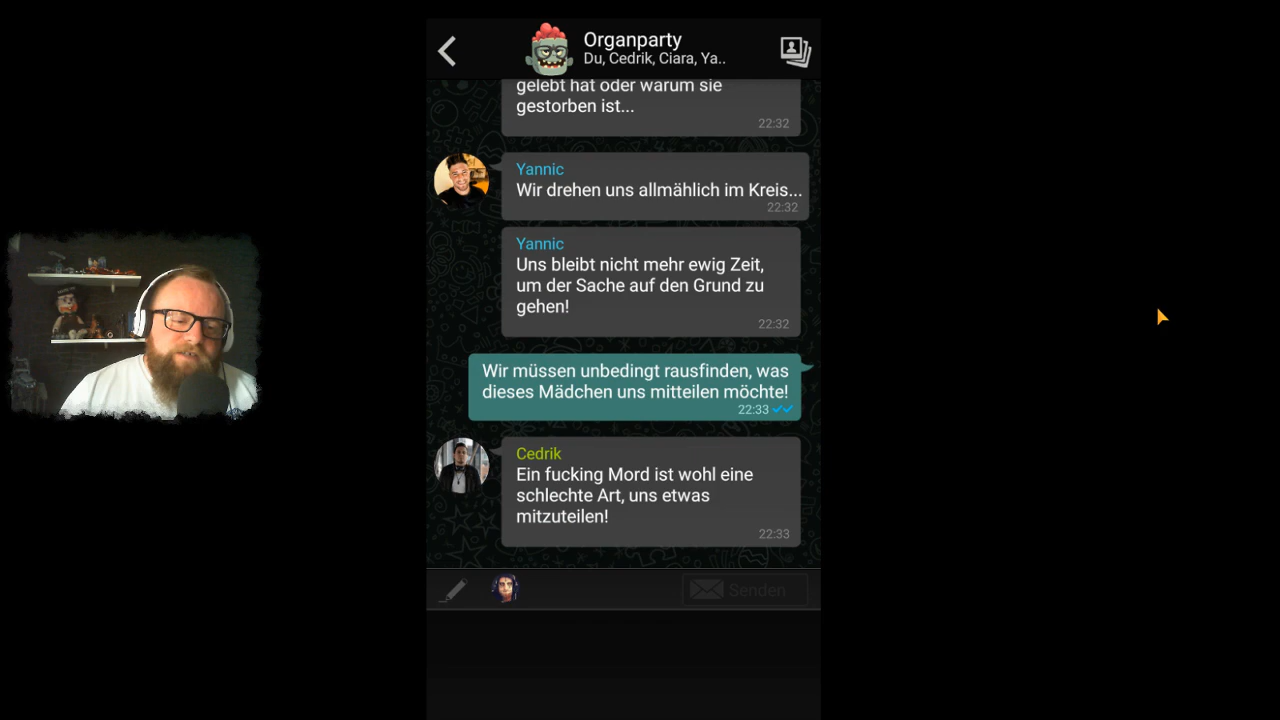 Organparty
Du, Cedrik, Ciara, Ya..
gelebt hat oder warum sie
gestorben ist...
22:32
Yannic
Wir drehen uns allmählich im Kreis...
22:32
Yannic
Uns bleibt nicht mehr ewig Zeit,
um der Sache auf den Grund zu
gehen!
22:32
Wir müssen unbedingt rausfinden, was
dieses Mädchen uns mitteilen möchte!
22:33
Cedrik
Ein fucking Mord ist wohl eine
schlechte Art, uns etwas
mitzuteilen!
22:33
Senden